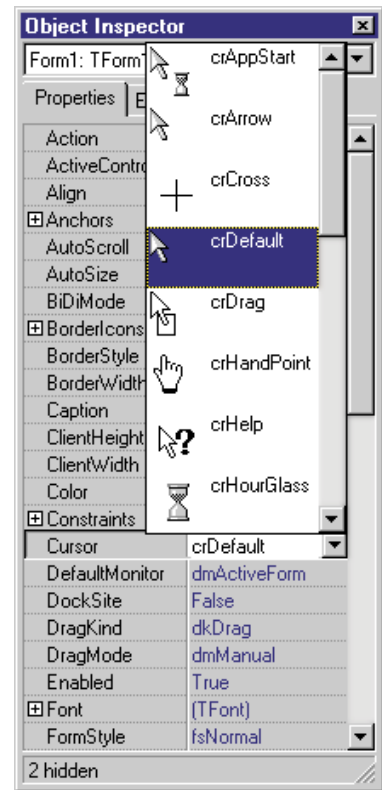 Object Inspector
Form1: TForm1
Properties E
crAppStart
crArrow
crCross
crDefault
crDrag
crHandPoint
crHelp
crHourGlass
Action
ActiveContro
Align
Anchors
AutoScroll
AutoSize
BiDiMode
BorderIcons
BorderStyle
BorderWidth
Caption
ClientHeight
ClientWidth
Color
Constraints
Cursor crDefault
DefaultMonitor dmActiveForm
DockSite False
DragKind dkDrag
DragMode dmManual
Enabled True
Font (TFont)
FormStyle fsNormal
2 hidden